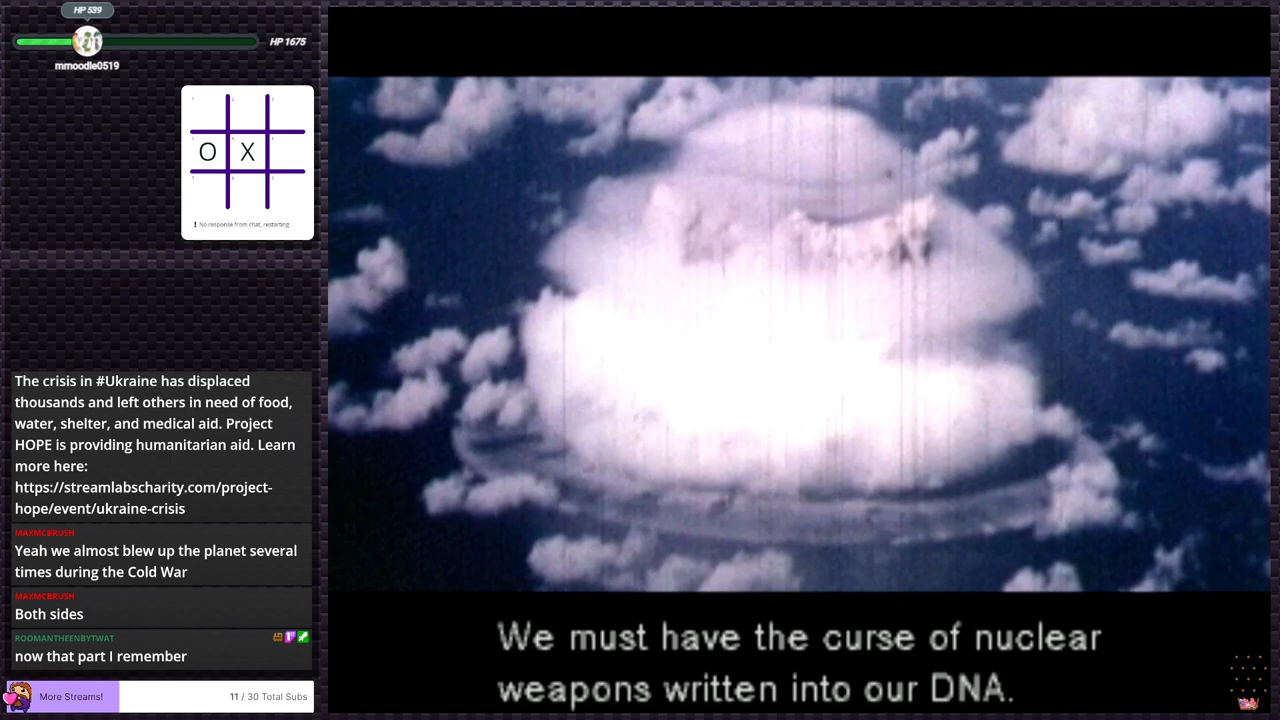 HP 539
HP 1675
mmoodle0519
O X
! No response from chat, restarting.
The crisis in #Ukraine has displaced
thousands and left others in need of food,
water, shelter, and medical aid. Project
HOPE is providing humanitarian aid. Learn
more here:
https://streamlabscharity.com/project-
hope/event/ukraine-crisis
MAXMCBRUSH
Yeah we almost blew up the planet several
times during the Cold War
MAXMCBRUSH
Both sides
ROOMANTHEENBYTWAT
now that part I remember
More Streams!
11 / 30 Total Subs
We must have the curse of nuclear
weapons written into our DNA.